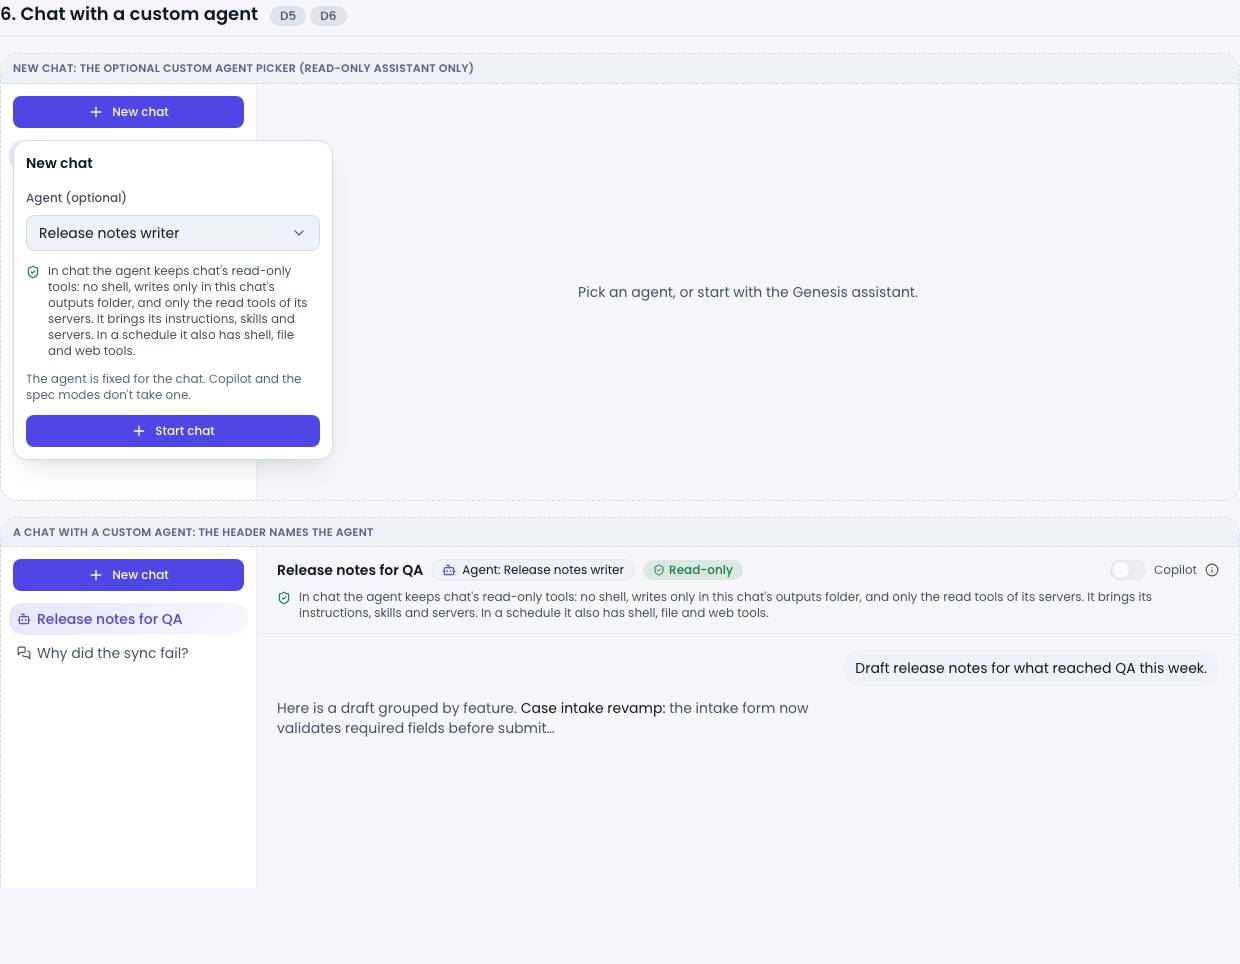 6. Chat with a custom agent D5 D6
NEW CHAT: THE OPTIONAL CUSTOM AGENT PICKER (READ-ONLY ASSISTANT ONLY)
New chat
New chat
Agent (optional)
Release notes writer
In chat the agent keeps chat's read-only
tools: no shell, writes only in this chat's
outputs folder, and only the read tools of its
servers. It brings its instructions, skills and
servers. In a schedule it also has shell, file
and web tools.
The agent is fixed for the chat. Copilot and the
spec modes don't take one.
Start chat
Pick an agent, or start with the Genesis assistant.
A CHAT WITH A CUSTOM AGENT: THE HEADER NAMES THE AGENT
New chat
Release notes for QA
Why did the sync fail?
Release notes for QA Agent: Release notes writer Read-only Copilot
In chat the agent keeps chat's read-only tools: no shell, writes only in this chat's outputs folder, and only the read tools of its servers. It brings its
instructions, skills and servers. In a schedule it also has shell, file and web tools.
Draft release notes for what reached QA this week.
Here is a draft grouped by feature. Case intake revamp: the intake form now
validates required fields before submit…